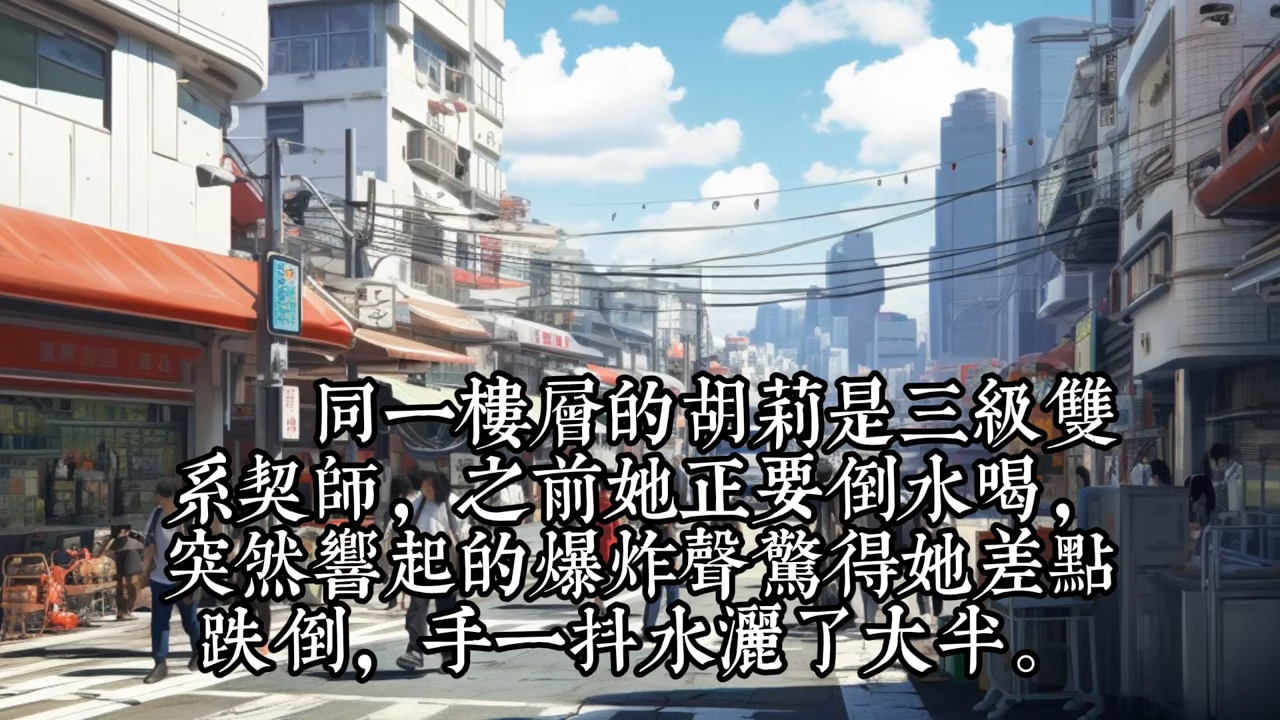 同一樓層的胡莉是三級雙
系契師，之前她正要倒水喝，
突然響起的爆炸聲驚得她差點
跌倒，手一抖水灑了大半。